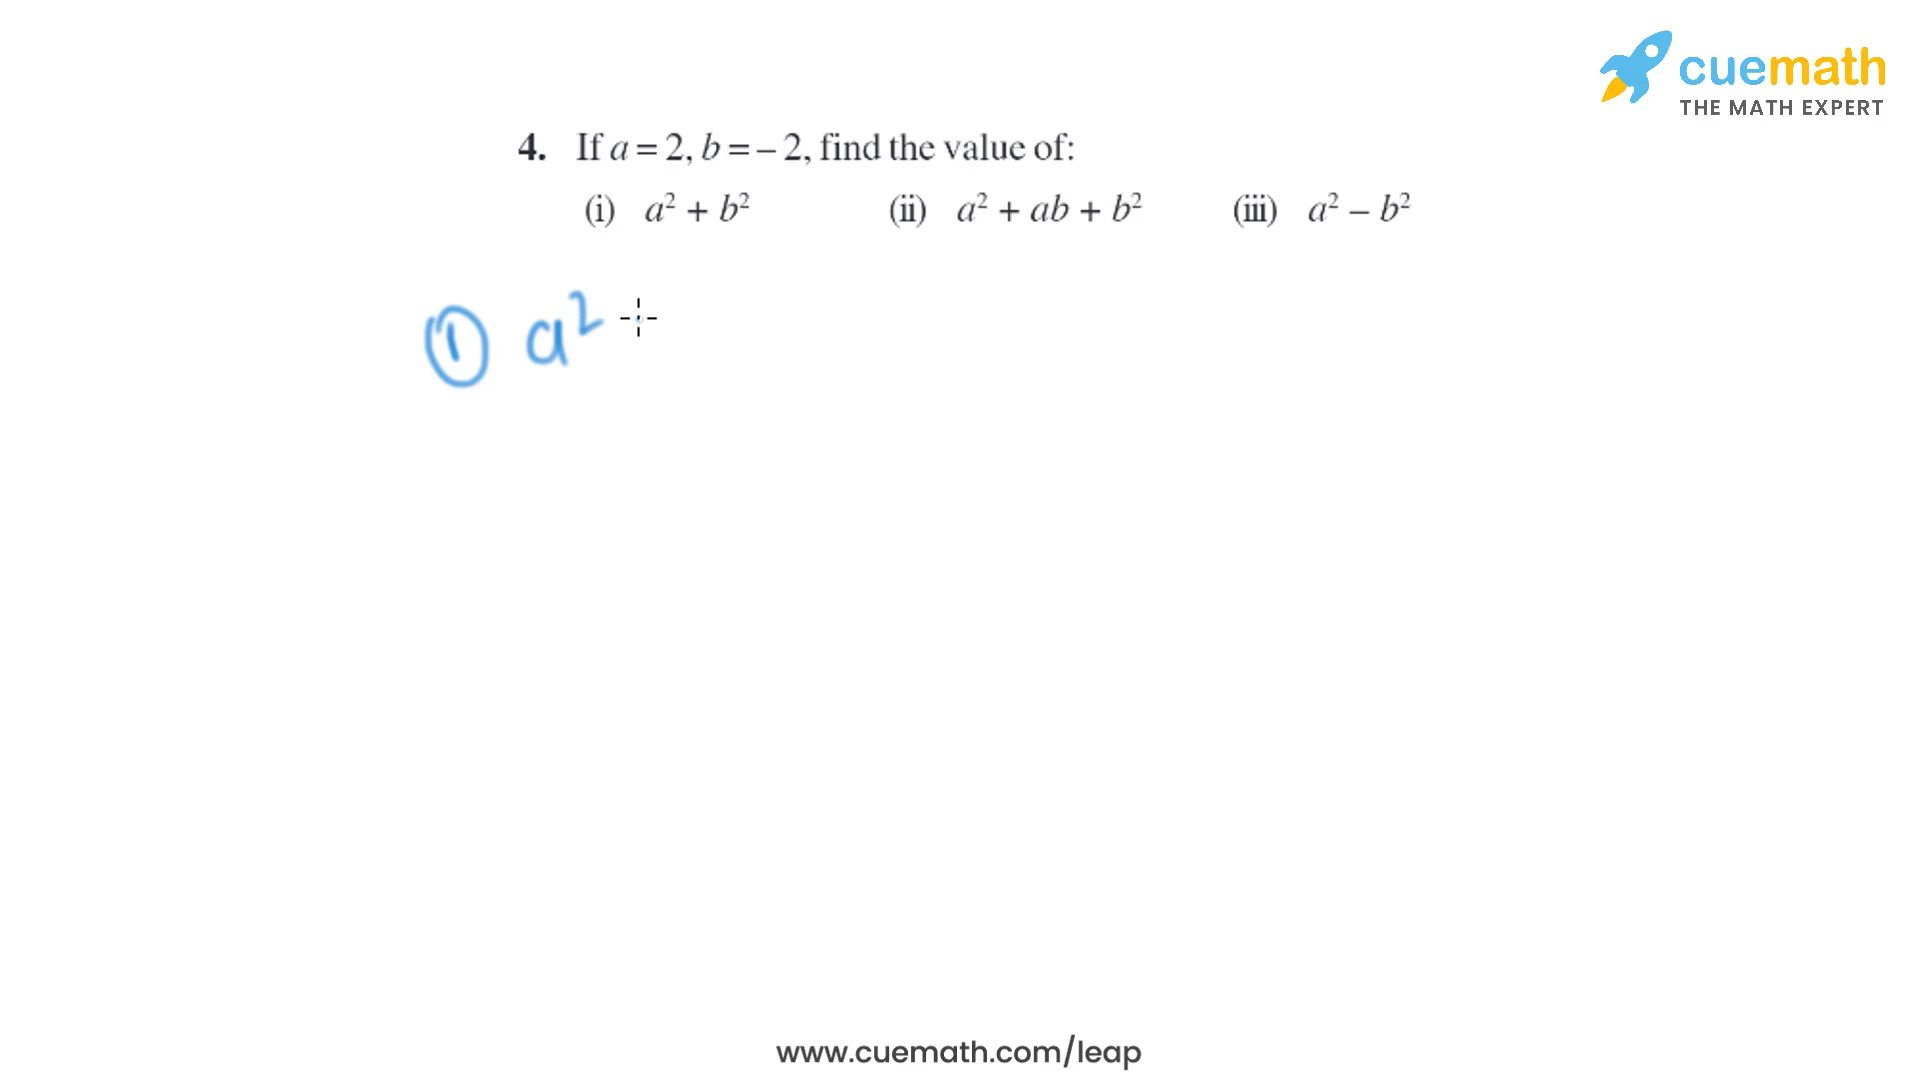 cuemath
THE MATH EXPERT
4. If a = 2, b = – 2, find the value of:
(i) a² + b² (ii) a² + ab + b² (iii) a² – b²
① a²
www.cuemath.com/leap